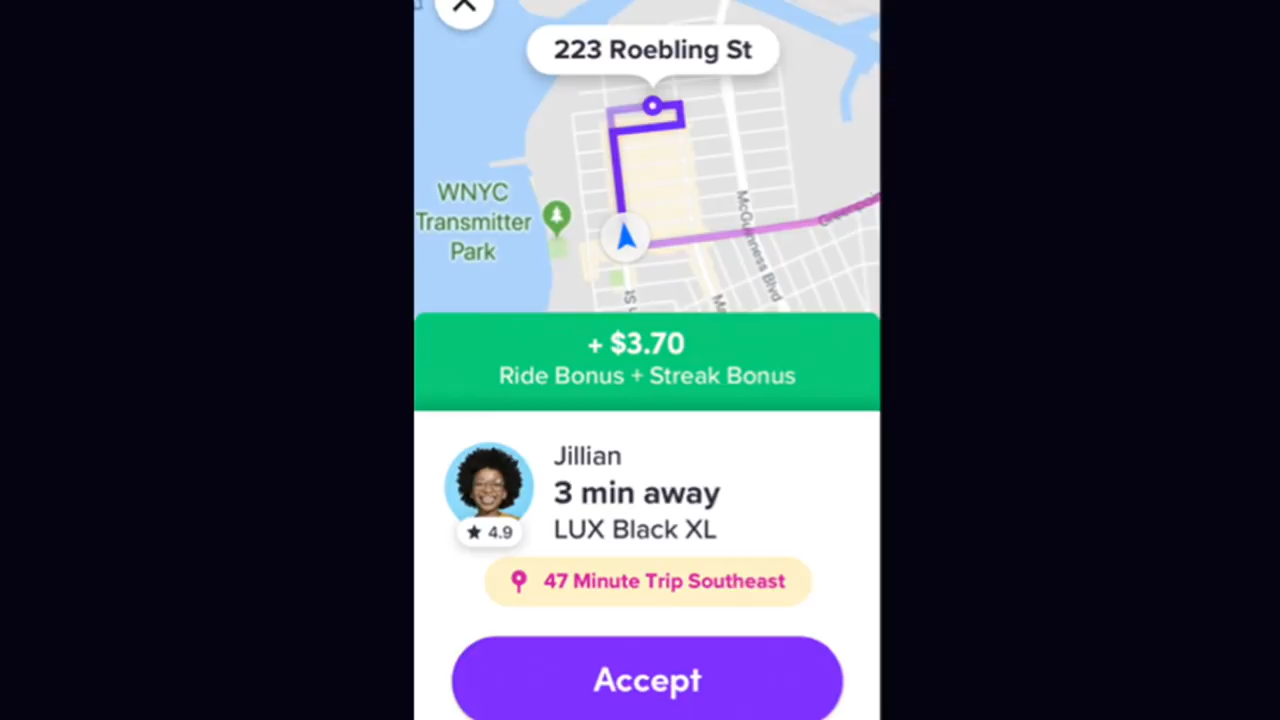 223 Roebling St
WNYC
Transmitter
Park
McGuinness Blvd
+ $3.70
Ride Bonus + Streak Bonus
Jillian
3 min away
★ 4.9
LUX Black XL
47 Minute Trip Southeast
Accept